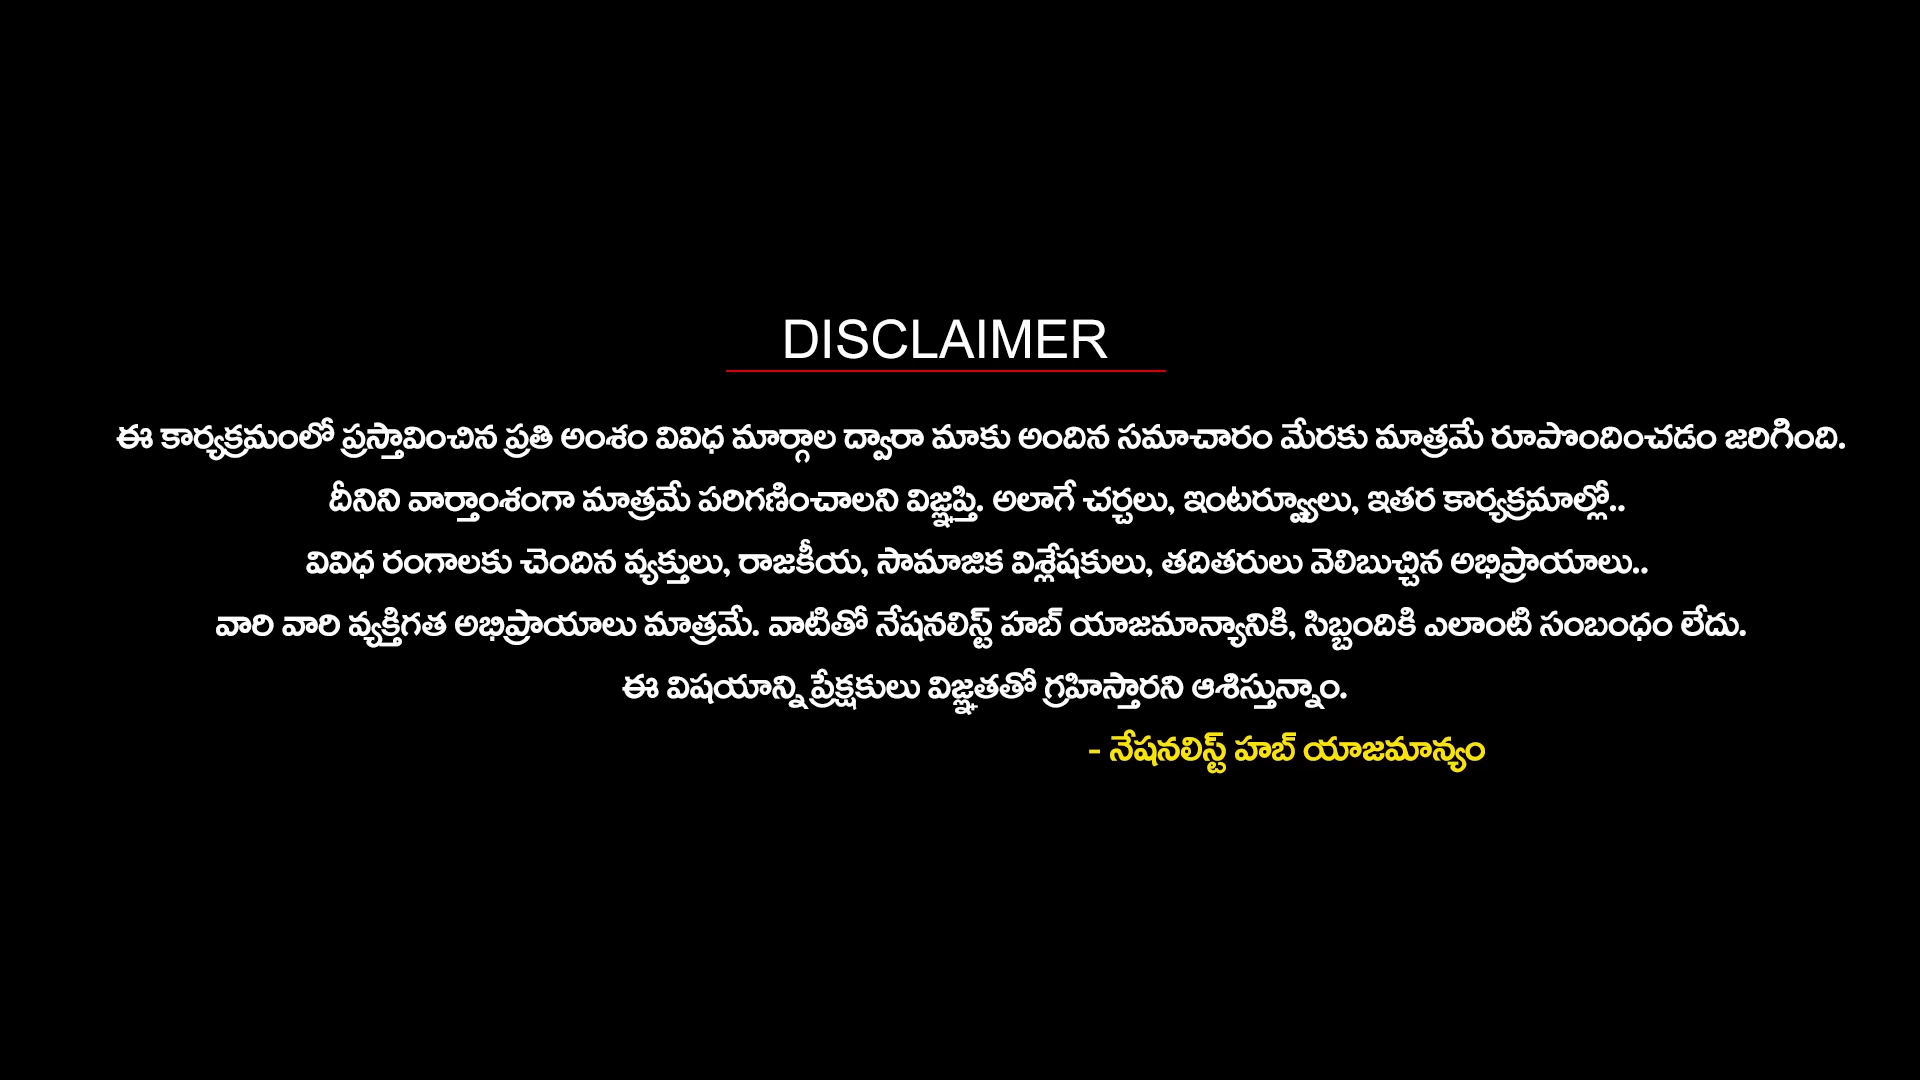 DISCLAIMER
ఈ కార్యక్రమంలో ప్రస్తావించిన ప్రతి అంశం వివిధ మార్గాల ద్వారా మాకు అందిన సమాచారం మేరకు మాత్రమే రూపొందించడం జరిగింది.
దీనిని వార్తాంశంగా మాత్రమే పరిగణించాలని విజ్ఞప్తి. అలాగే చర్చలు, ఇంటర్వ్యూలు, ఇతర కార్యక్రమాల్లో..
వివిధ రంగాలకు చెందిన వ్యక్తులు, రాజకీయ, సామాజిక విశ్లేషకులు, తదితరులు వెలిబుచ్చిన అభిప్రాయాలు..
వారి వారి వ్యక్తిగత అభిప్రాయాలు మాత్రమే. వాటితో నేషనలిస్ట్ హబ్ యాజమాన్యానికి, సిబ్బందికి ఎలాంటి సంబంధం లేదు.
ఈ విషయాన్ని ప్రేక్షకులు విజ్ఞతతో గ్రహిస్తారని ఆశిస్తున్నాం.
- నేషనలిస్ట్ హబ్ యాజమాన్యం